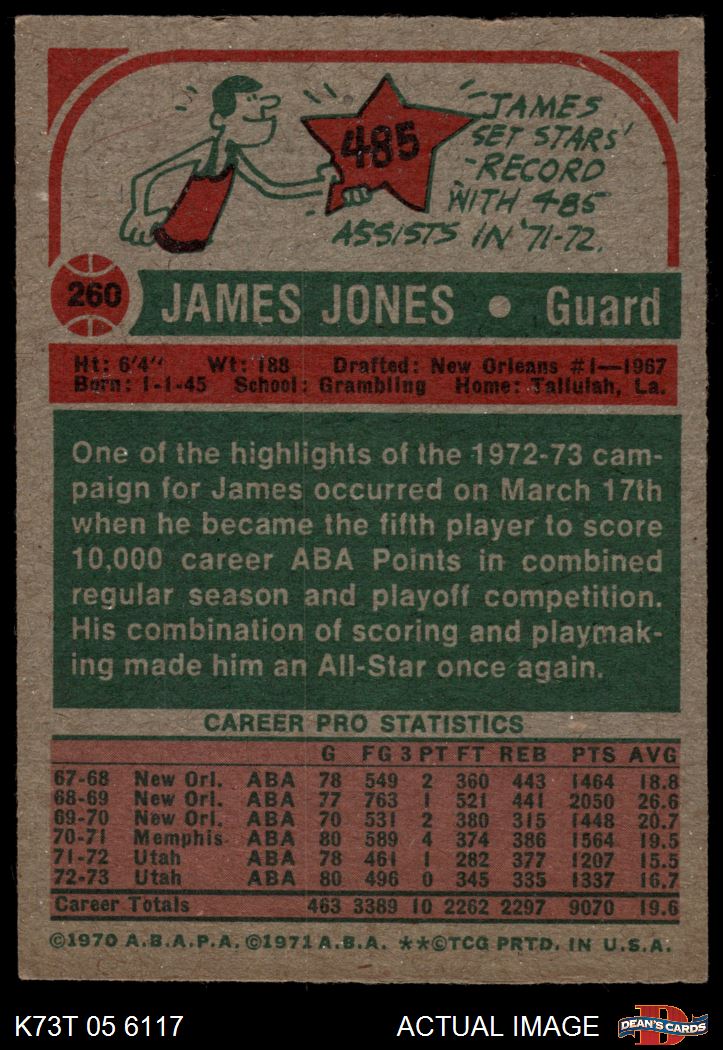 485
"JAMES
SET STARS'
-RECORD
WITH 485
ASSISTS IN '71-72.
260
JAMES JONES • Guard
Ht: 6'4" Wt: 188 Drafted: New Orleans #1—1967
Born: 1-1-45 School: Grambling Home: Tallulah, La.
One of the highlights of the 1972-73 cam-
paign for James occurred on March 17th
when he became the fifth player to score
10,000 career ABA Points in combined
regular season and playoff competition.
His combination of scoring and playmak-
ing made him an All-Star once again.
CAREER PRO STATISTICS
G FG 3 PT FT REB PTS AVG
67-68 New Orl. ABA 78 549 2 360 443 1464 18.8
68-69 New Orl. ABA 77 763 1 521 441 2050 26.6
69-70 New Orl. ABA 70 531 2 380 315 1448 20.7
70-71 Memphis ABA 80 589 4 374 386 1564 19.5
71-72 Utah ABA 78 461 1 282 377 1207 15.5
72-73 Utah ABA 80 496 0 345 335 1337 16.7
Career Totals 463 3389 10 2262 2297 9070 19.6
©1970 A.B.A.P.A. ©1971 A.B.A. **©TCG PRTD. IN U.S.A.
K73T 05 6117 ACTUAL IMAGE
D
DEAN'S CARDS